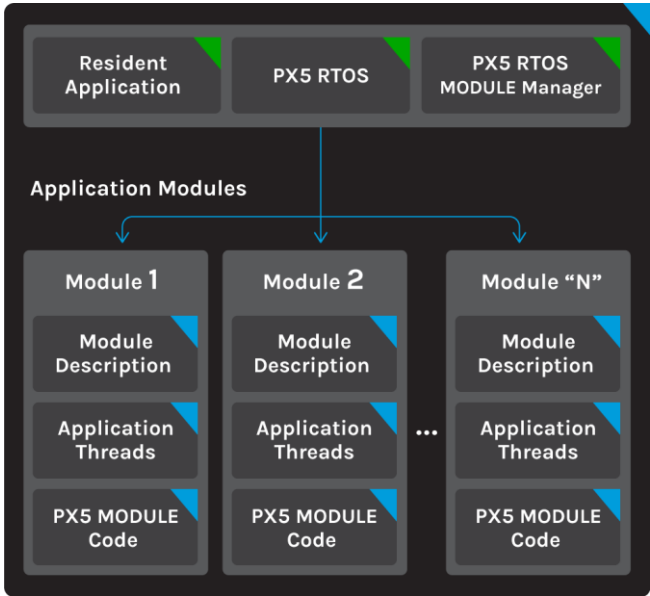 Resident
Application
PX5 RTOS
PX5 RTOS
MODULE Manager
Application Modules
Module 1
Module 2
Module “N”
Module
Description
Module
Description
Module
Description
Application
Threads
Application
Threads
...
Application
Threads
PX5 MODULE
Code
PX5 MODULE
Code
PX5 MODULE
Code